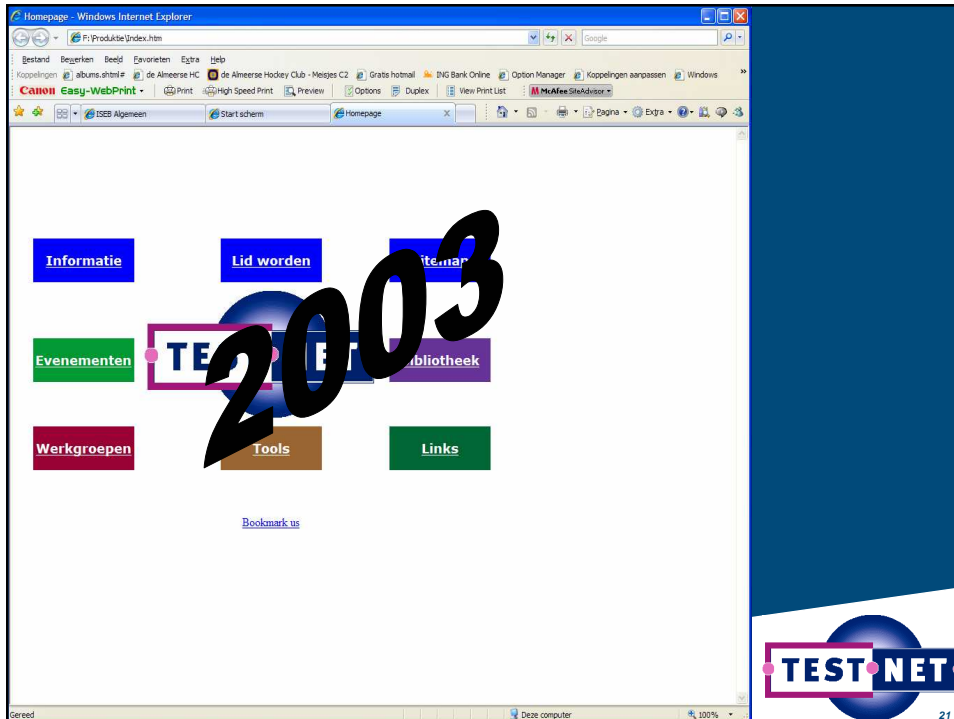 Homepage - Windows Internet Explorer
F:\Produktie\Index.htm
Google
Bestand Bewerken Beeld Favorieten Extra Help
Koppelingen albums.shtml# de Almeerse HC de Almeerse Hockey Club - Meisjes C2 Gratis hotmail ING Bank Online Option Manager Koppelingen aanpassen Windows »
Canon Easy-WebPrint Print High Speed Print Preview Options Duplex View Print List McAfee SiteAdvisor
ISEB Algemeen Start scherm Homepage X Pagina Extra
Informatie Lid worden
2003
Evenementen
Werkgroepen Tools Links
Bookmark us
TEST NET
Gereed Deze computer 100%
21